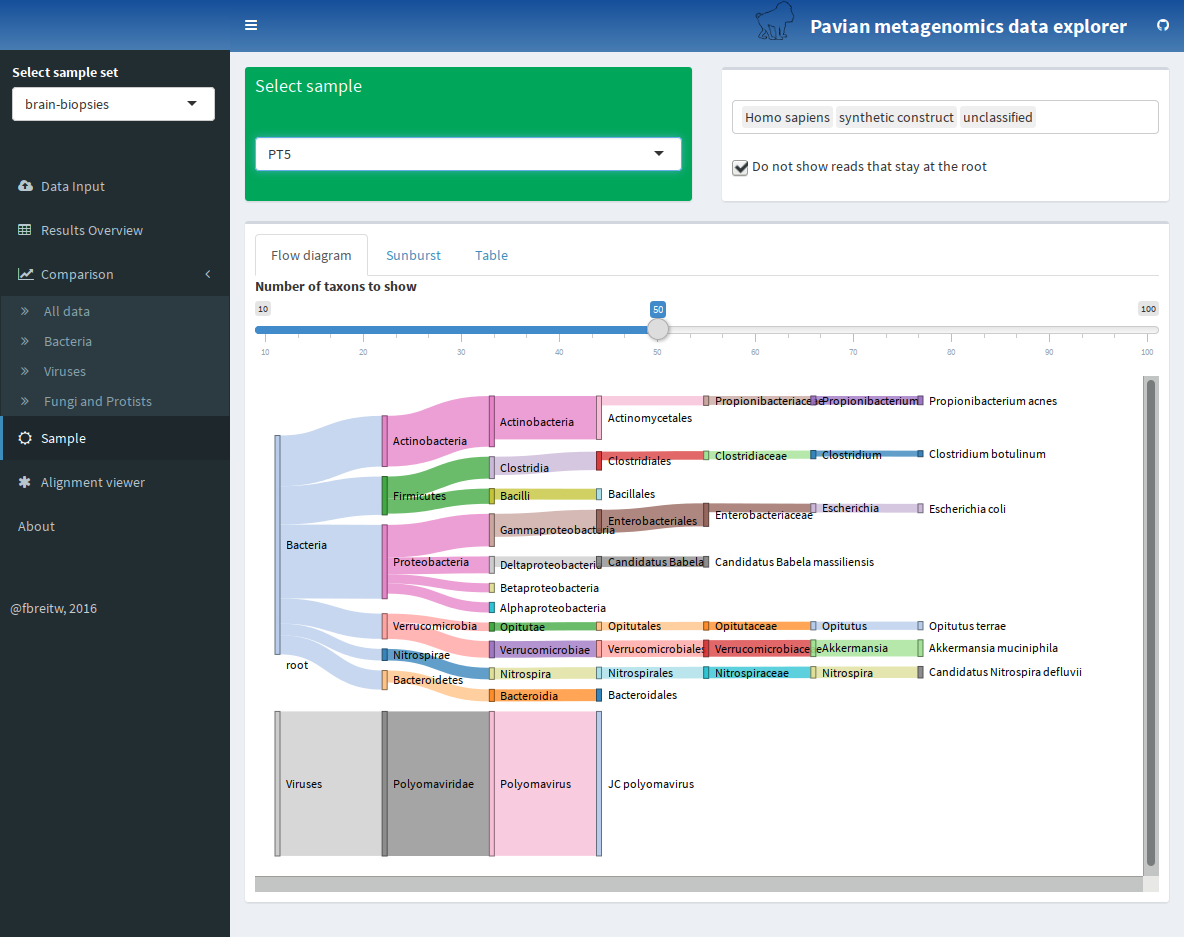 Pavian metagenomics data explorer
Select sample set
brain-biopsies
Data Input
Results Overview
Comparison
All data
Bacteria
Viruses
Fungi and Protists
Sample
Alignment viewer
About
@fbreitw, 2016
Select sample
PT5
Homo sapiens synthetic construct unclassified
Do not show reads that stay at the root
Flow diagram Sunburst Table
Number of taxons to show
10 50 100
10 20 30 40 50 60 70 80 90 100
Propionibacteriaceae Propionibacterium Propionibacterium acnes
Actinobacteria Actinomycetales
Actinobacteria
Clostridiales Clostridiaceae Clostridium Clostridium botulinum
Clostridia
Firmicutes Bacilli Bacillales
Escherichia Escherichia coli
Gammaproteobacteria Enterobacteriales Enterobacteriaceae
Bacteria
Proteobacteria Deltaproteobacteria Candidatus Babela Candidatus Babela massiliensis
Betaproteobacteria
Alphaproteobacteria
Verrucomicrobia Opitutae Opitutales Opitutaceae Opitutus Opitutus terrae
Verrucomicrobiae Verrucomicrobiales Verrucomicrobiaceae Akkermansia Akkermansia muciniphila
Nitrospirae
root
Nitrospira Nitrospirales Nitrospiraceae Nitrospira Candidatus Nitrospira defluvii
Bacteroidetes
Bacteroidia Bacteroidales
Viruses Polyomaviridae Polyomavirus JC polyomavirus